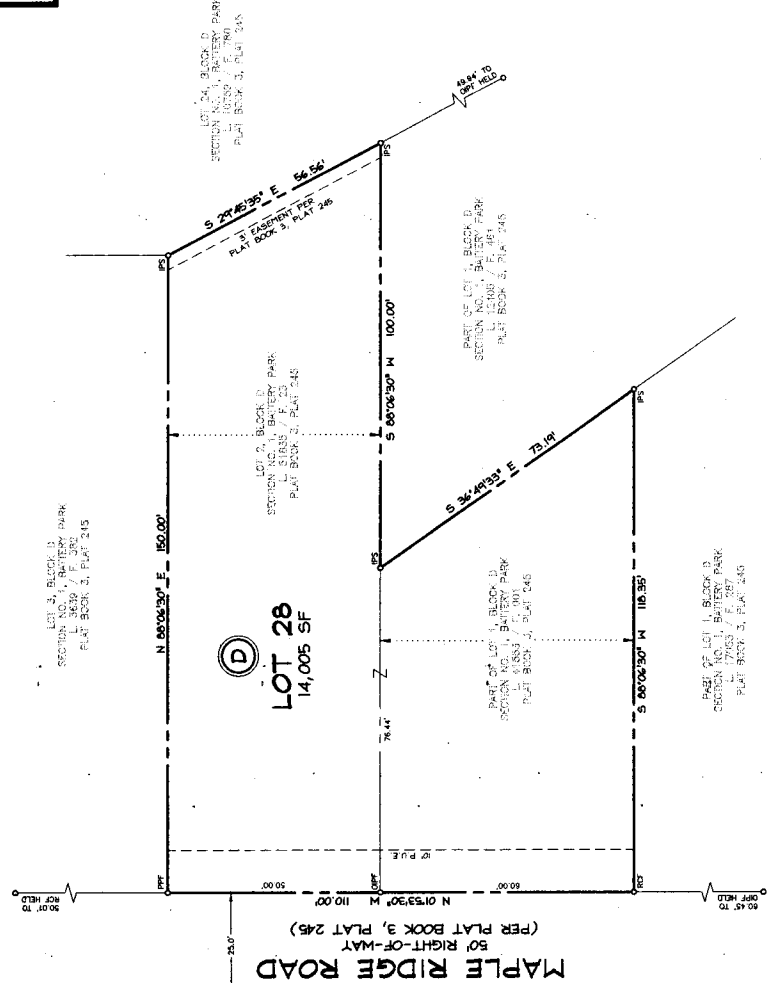 LOT 24, BLOCK D
SECTION NO. 1, BATTERY PARK
L. 10759 / F. 780
PLAT BOOK 3, PLAT 245
49.94' TO
OIPF HELD
S 29°45'35" E 56.56'
3' EASEMENT PER
PLAT BOOK 3, PLAT 245
IPS
IPS
LOT 3, BLOCK D
SECTION NO. 1, BATTERY PARK
L. 3639 / F. 382
PLAT BOOK 3, PLAT 245
N 88°06'30" E 150.00'
LOT 2, BLOCK D
SECTION NO. 1, BATTERY PARK
L. 51835 / F. 23
PLAT BOOK 3, PLAT 245
S 88°06'30" W 100.00'
PART OF LOT 1, BLOCK D
SECTION NO. 1, BATTERY PARK
PLAT BOOK 3, PLAT 245
D
LOT 28
14,005 SF
IPS
S 36°49'33" E 73.19'
IPS
PART OF LOT 1, BLOCK D
SECTION NO. 1, BATTERY PARK
PLAT BOOK 3, PLAT 245
S 88°06'30" W 118.35'
PART OF LOT 1, BLOCK D
SECTION NO. 1, BATTERY PARK
PLAT BOOK 3, PLAT 245
Z
76.44'
10' P.U.E.
PPF
50.00'
OIPF
60.00'
RCF
N 01°53'30" W 110.00'
50.01' TO
RCF HELD
60.45' TO
OIPF HELD
25.0'
MAPLE RIDGE ROAD
50' RIGHT-OF-WAY
(PER PLAT BOOK 3, PLAT 245)